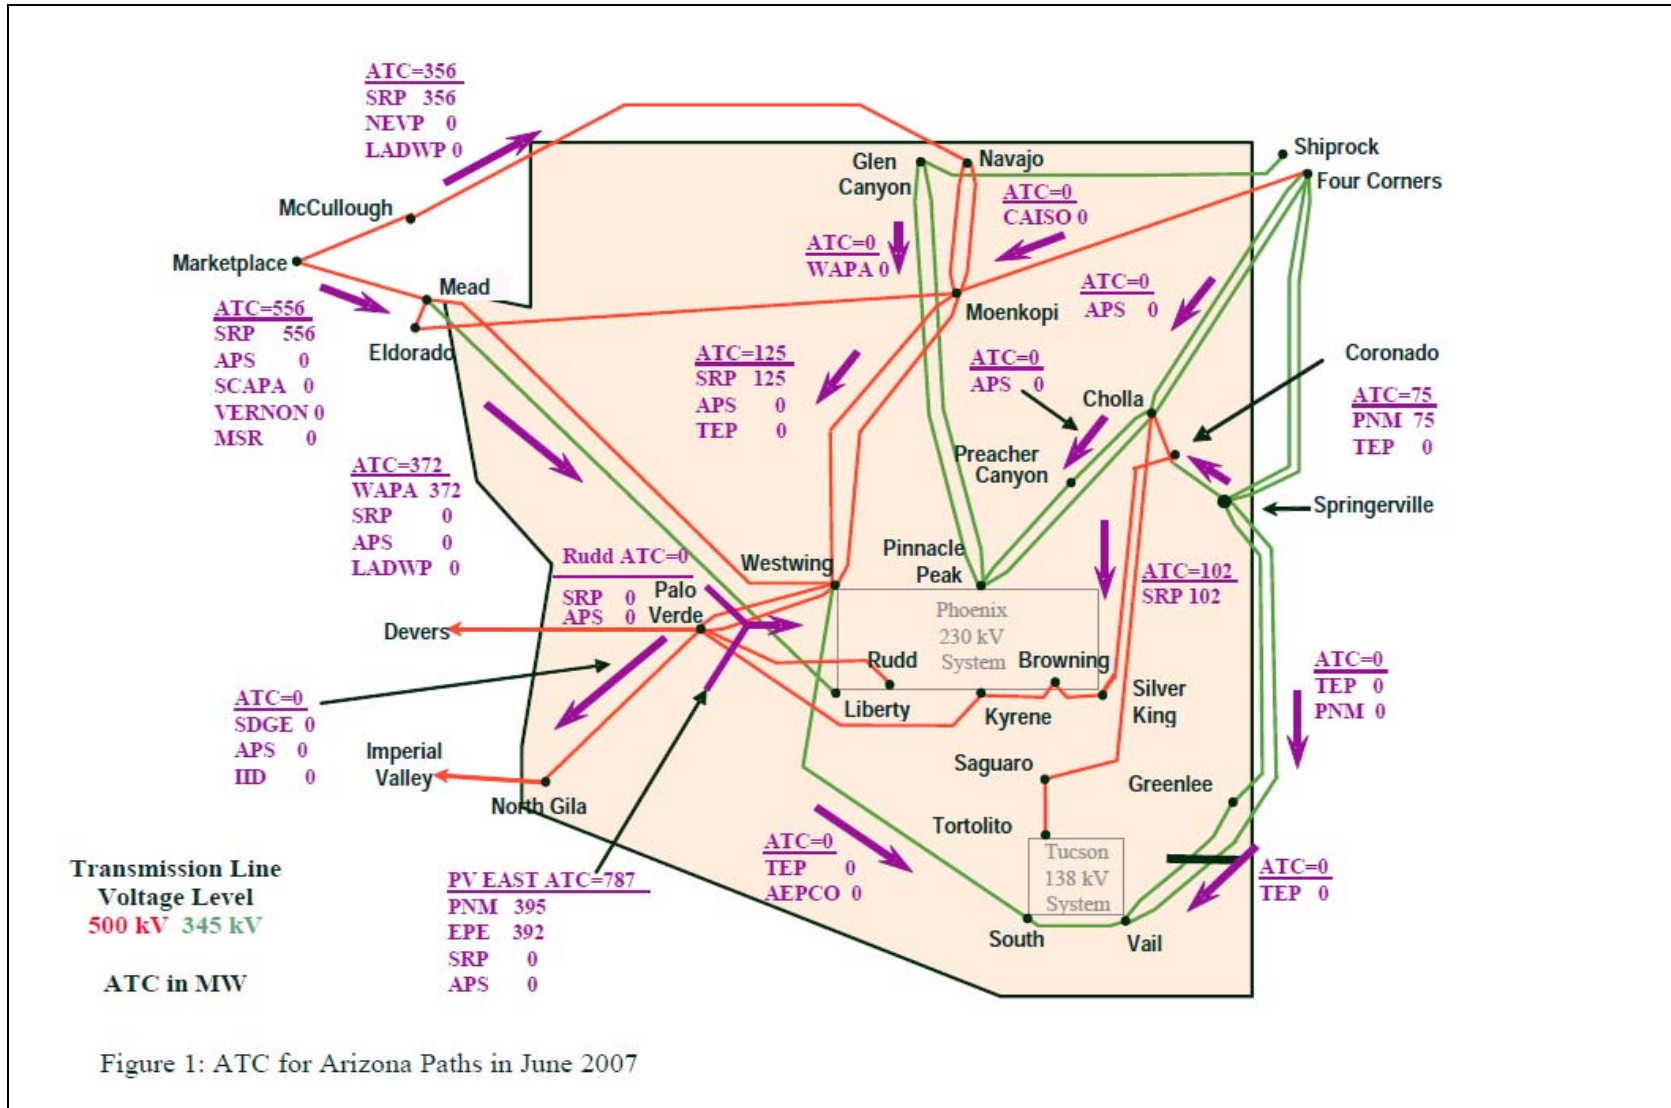 ATC=356
SRP 356
NEVP 0
LADWP 0
McCullough
Marketplace
Mead
Eldorado
ATC=556
SRP 556
APS 0
SCAPA 0
VERNON 0
MSR 0
ATC=372
WAPA 372
SRP 0
APS 0
LADWP 0
Glen
Canyon
Navajo
Shiprock
Four Corners
ATC=0
CAISO 0
ATC=0
WAPA 0
Moenkopi
ATC=0
APS 0
ATC=125
SRP 125
APS 0
TEP 0
ATC=0
APS 0
Cholla
Coronado
ATC=75
PNM 75
TEP 0
Preacher
Canyon
Springerville
Rudd ATC=0
SRP 0
APS 0
Westwing
Pinnacle
Peak
Palo
Verde
Devers
ATC=102
SRP 102
Phoenix
230 kV
System
Rudd
Browning
Liberty
Kyrene
Silver
King
ATC=0
TEP 0
PNM 0
ATC=0
SDGE 0
APS 0
IID 0
Imperial
Valley
North Gila
Saguaro
Greenlee
Tortolito
Tucson
138 kV
System
ATC=0
TEP 0
AEPCO 0
ATC=0
TEP 0
South
Vail
PV EAST ATC=787
PNM 395
EPE 392
SRP 0
APS 0
Transmission Line
Voltage Level
500 kV 345 kV
ATC in MW
Figure 1: ATC for Arizona Paths in June 2007